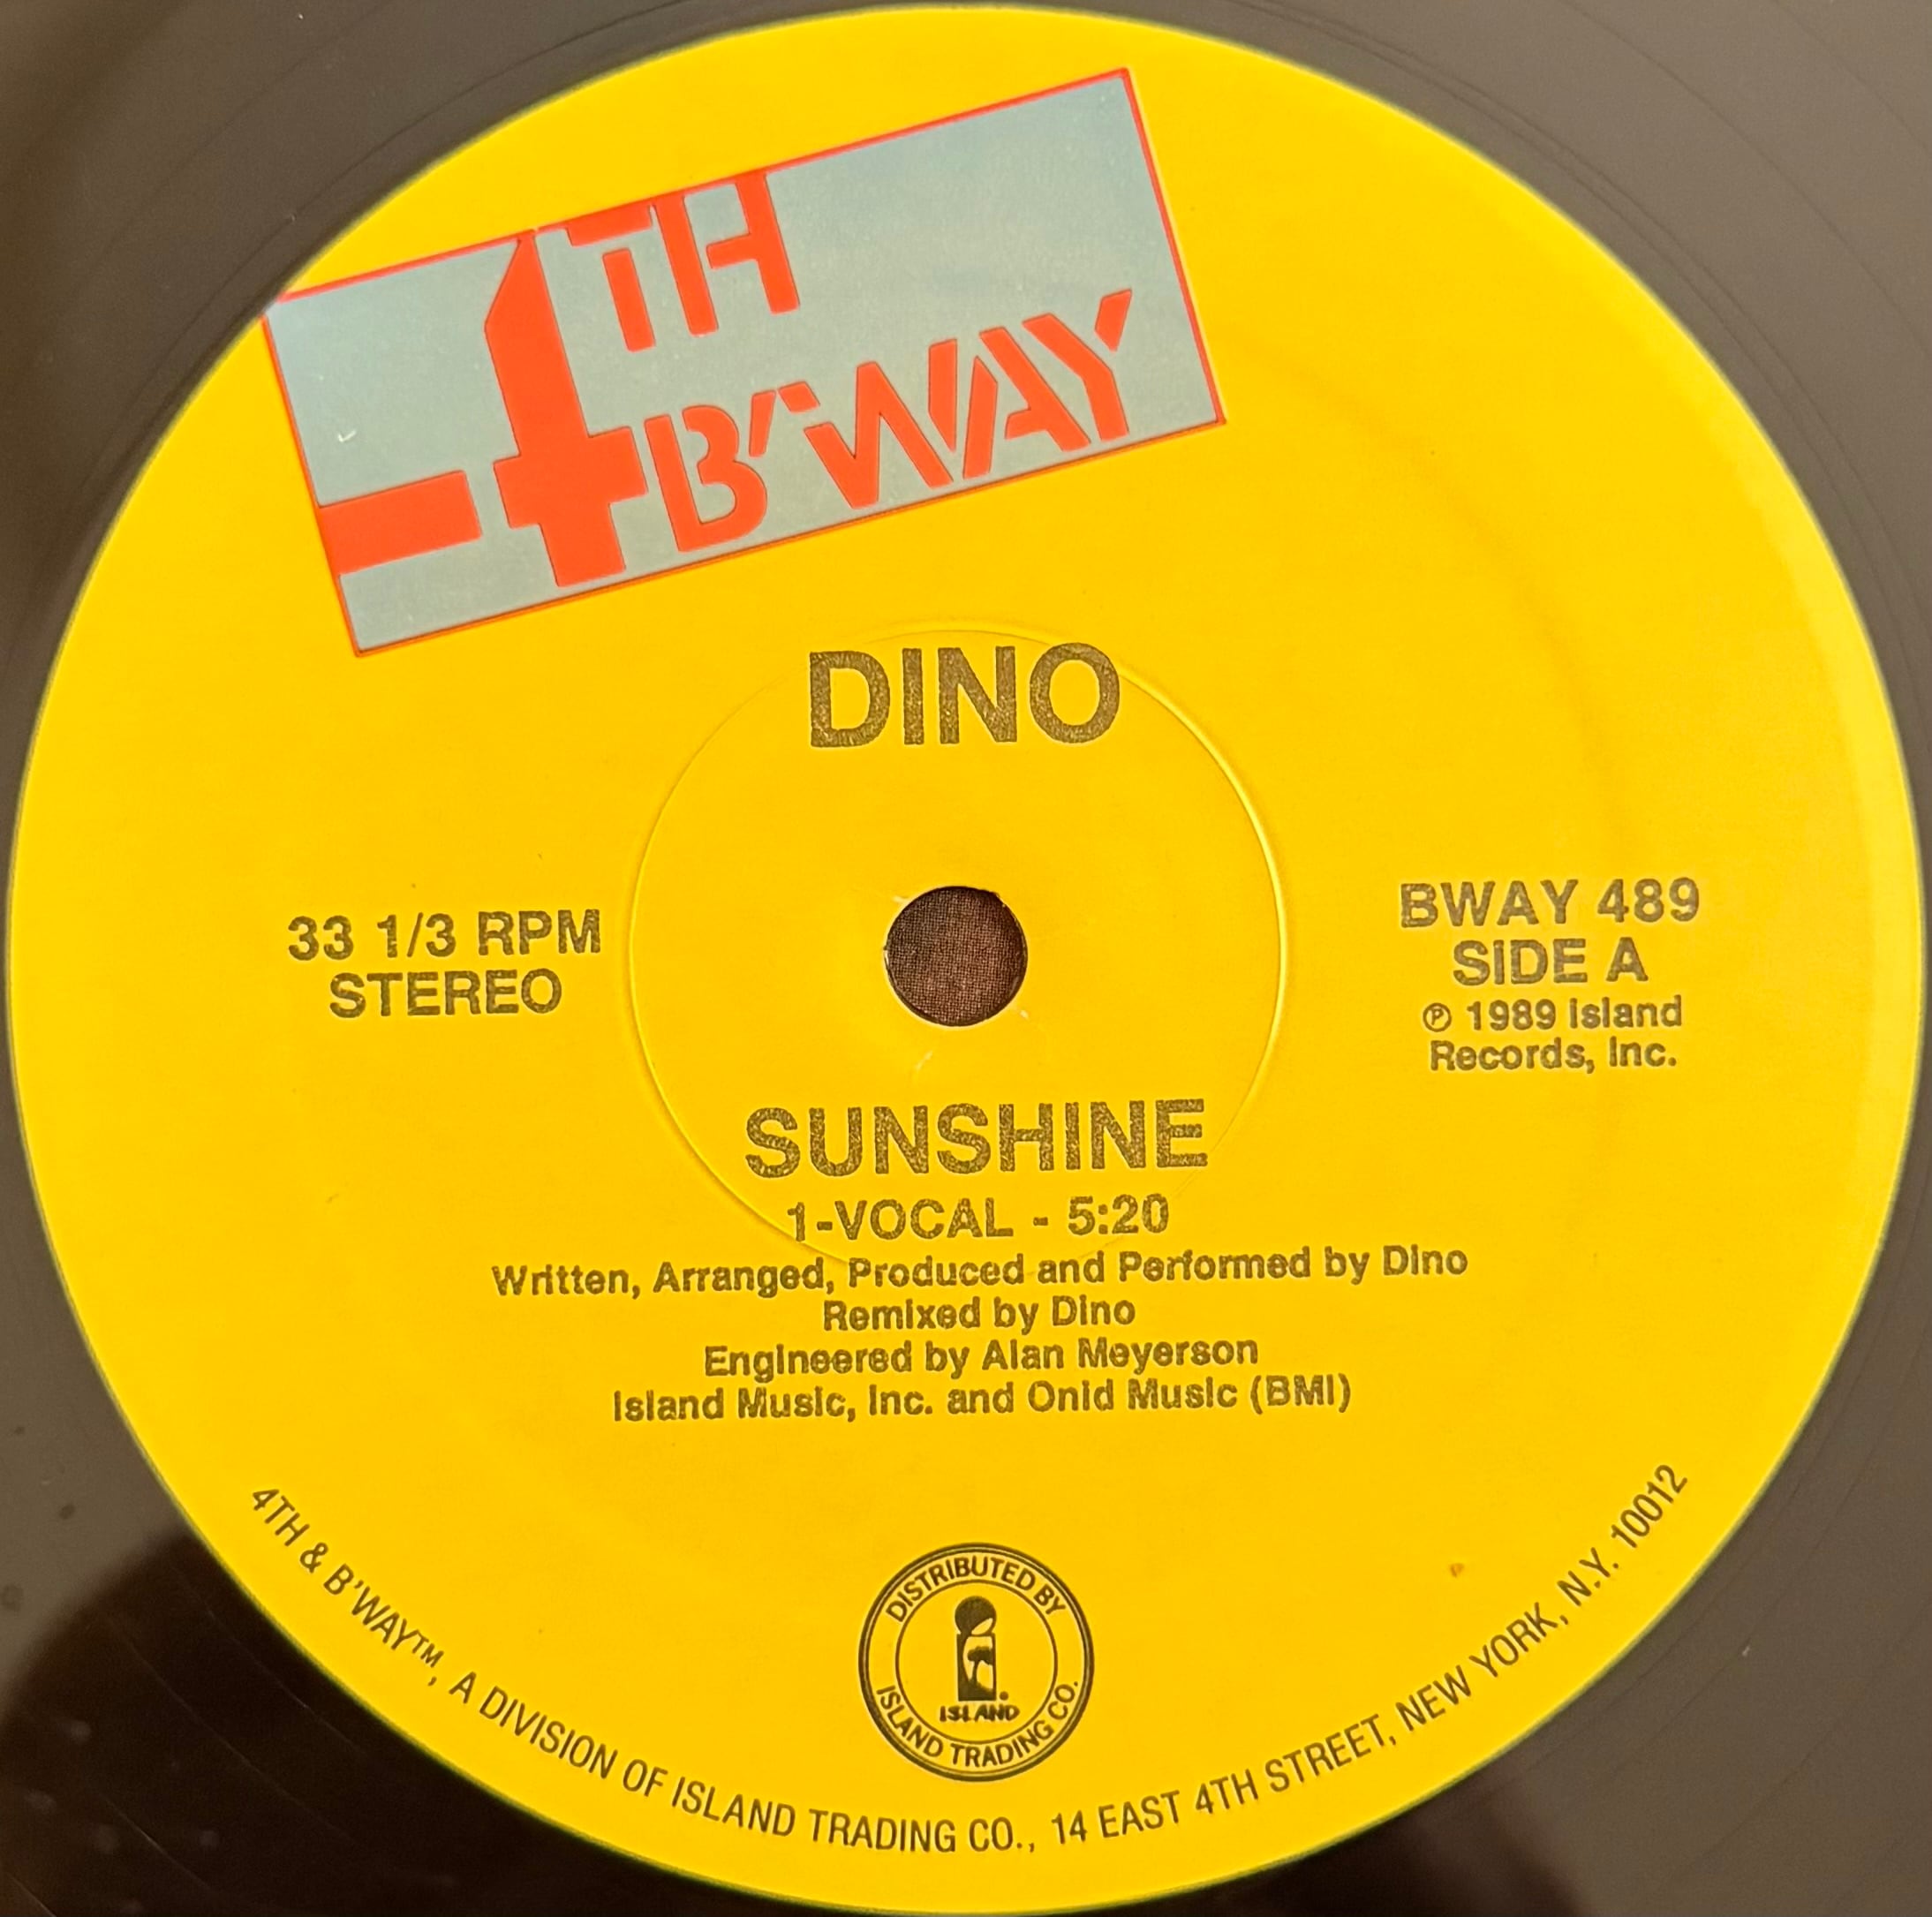 4TH
B'WAY
DINO
33 1/3 RPM
STEREO
BWAY 489
SIDE A
℗ 1989 Island
Records, Inc.
SUNSHINE
1-VOCAL - 5:20
Written, Arranged, Produced and Performed by Dino
Remixed by Dino
Engineered by Alan Meyerson
Island Music, Inc. and Onid Music (BMI)
DISTRIBUTED BY
ISLAND
ISLAND TRADING CO.
4TH & B'WAY™, A DIVISION OF ISLAND TRADING CO., 14 EAST 4TH STREET, NEW YORK, N.Y. 10012